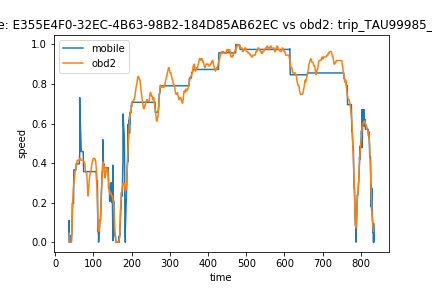 e: E355E4F0-32EC-4B63-98B2-184D85AB62EC vs obd2: trip_TAU99985_
mobile
obd2
1.0
0.8
0.6
0.4
0.2
0.0
speed
0 100 200 300 400 500 600 700 800
time